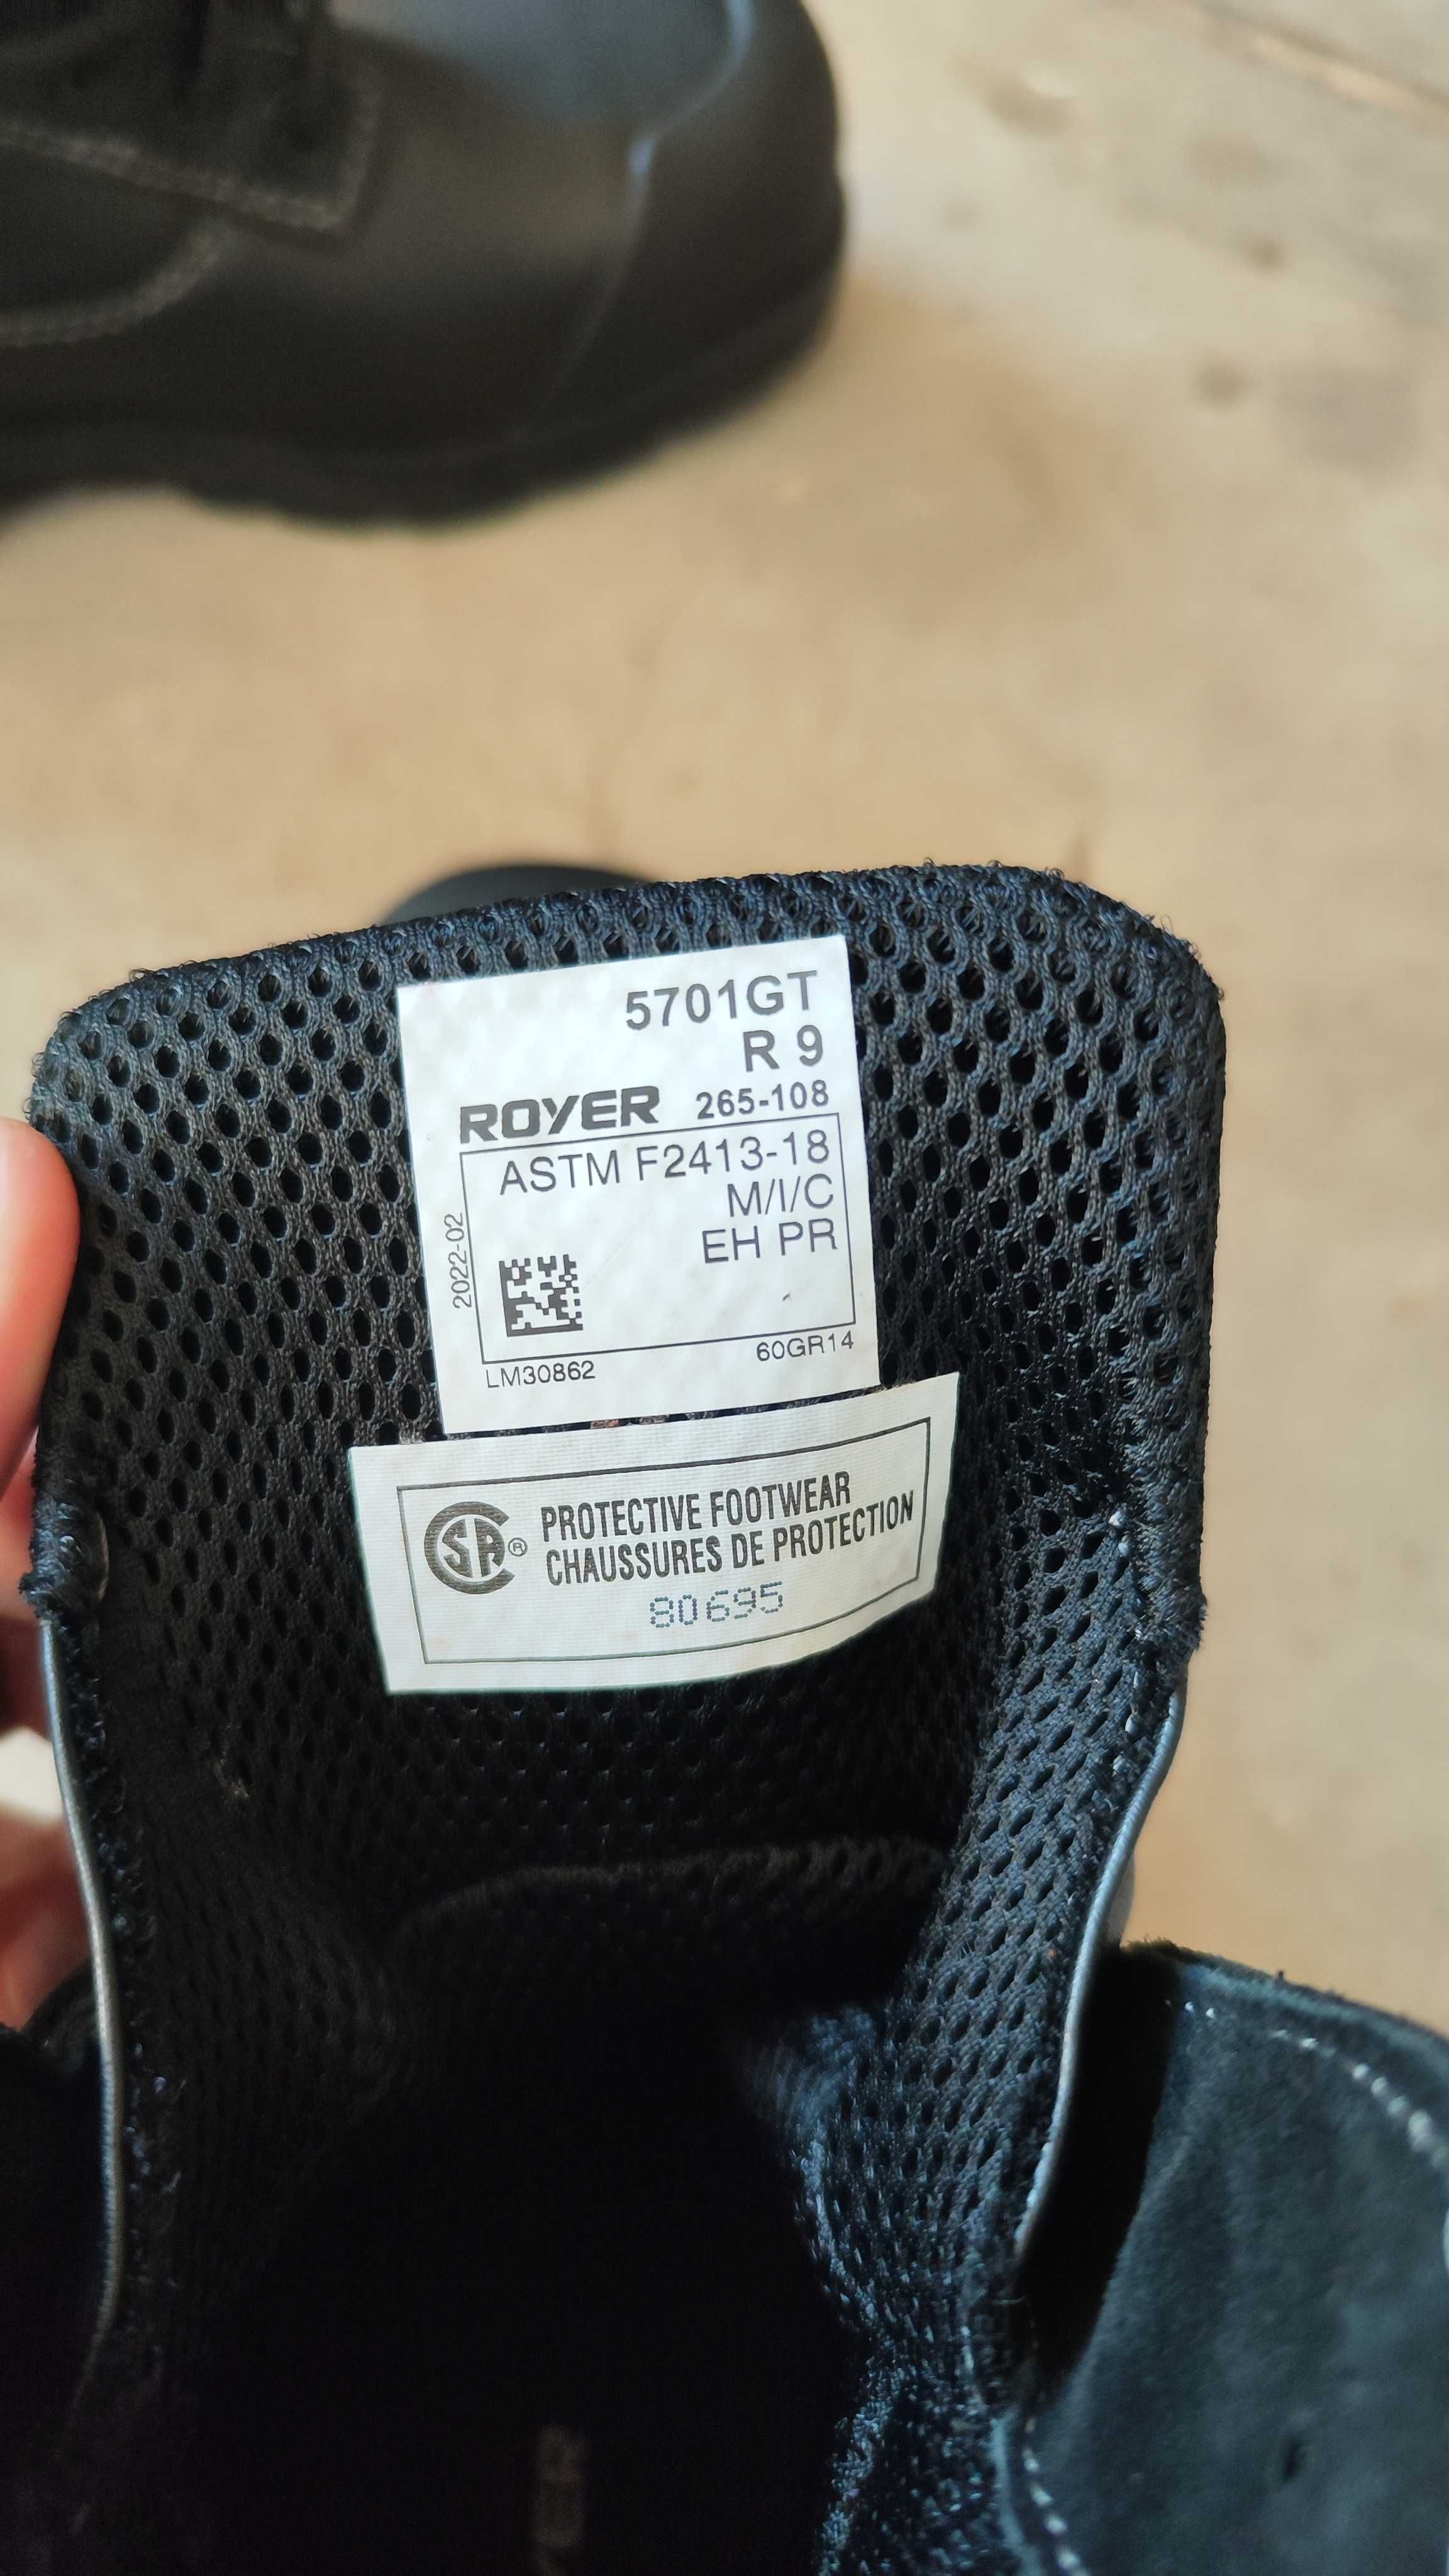 5701GT
R 9
ROYER 265-108
ASTM F2413-18
M/I/C
EH PR
2022-02
LM30862 60GR14
CSA® PROTECTIVE FOOTWEAR
CHAUSSURES DE PROTECTION
80695